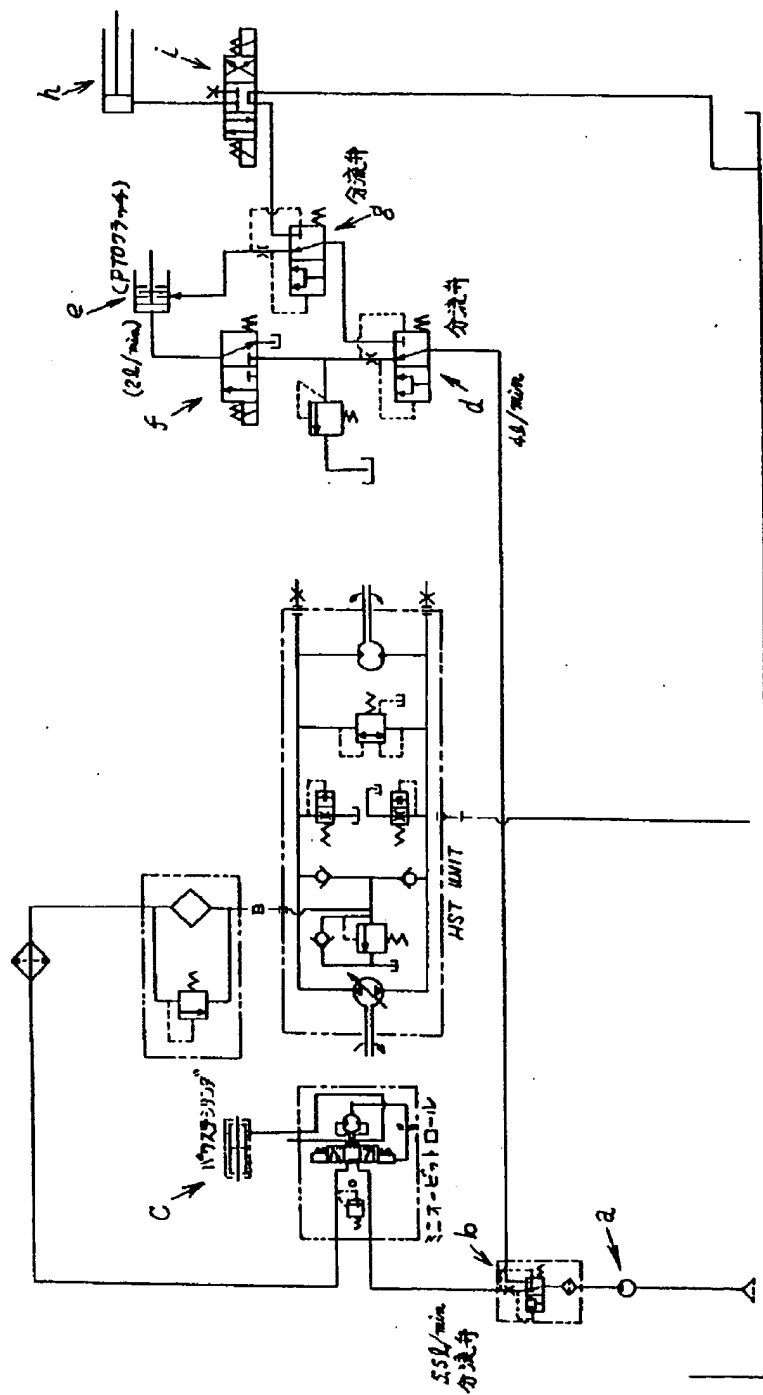 h
i
e
(PTOクラッチ)
(2l/min)
f
分流弁
g
分流弁
d
4l/min
B
T
HST UNIT
C
パワステシリンダ
ミニオービットロール
b
a
5.5l/min
分流弁